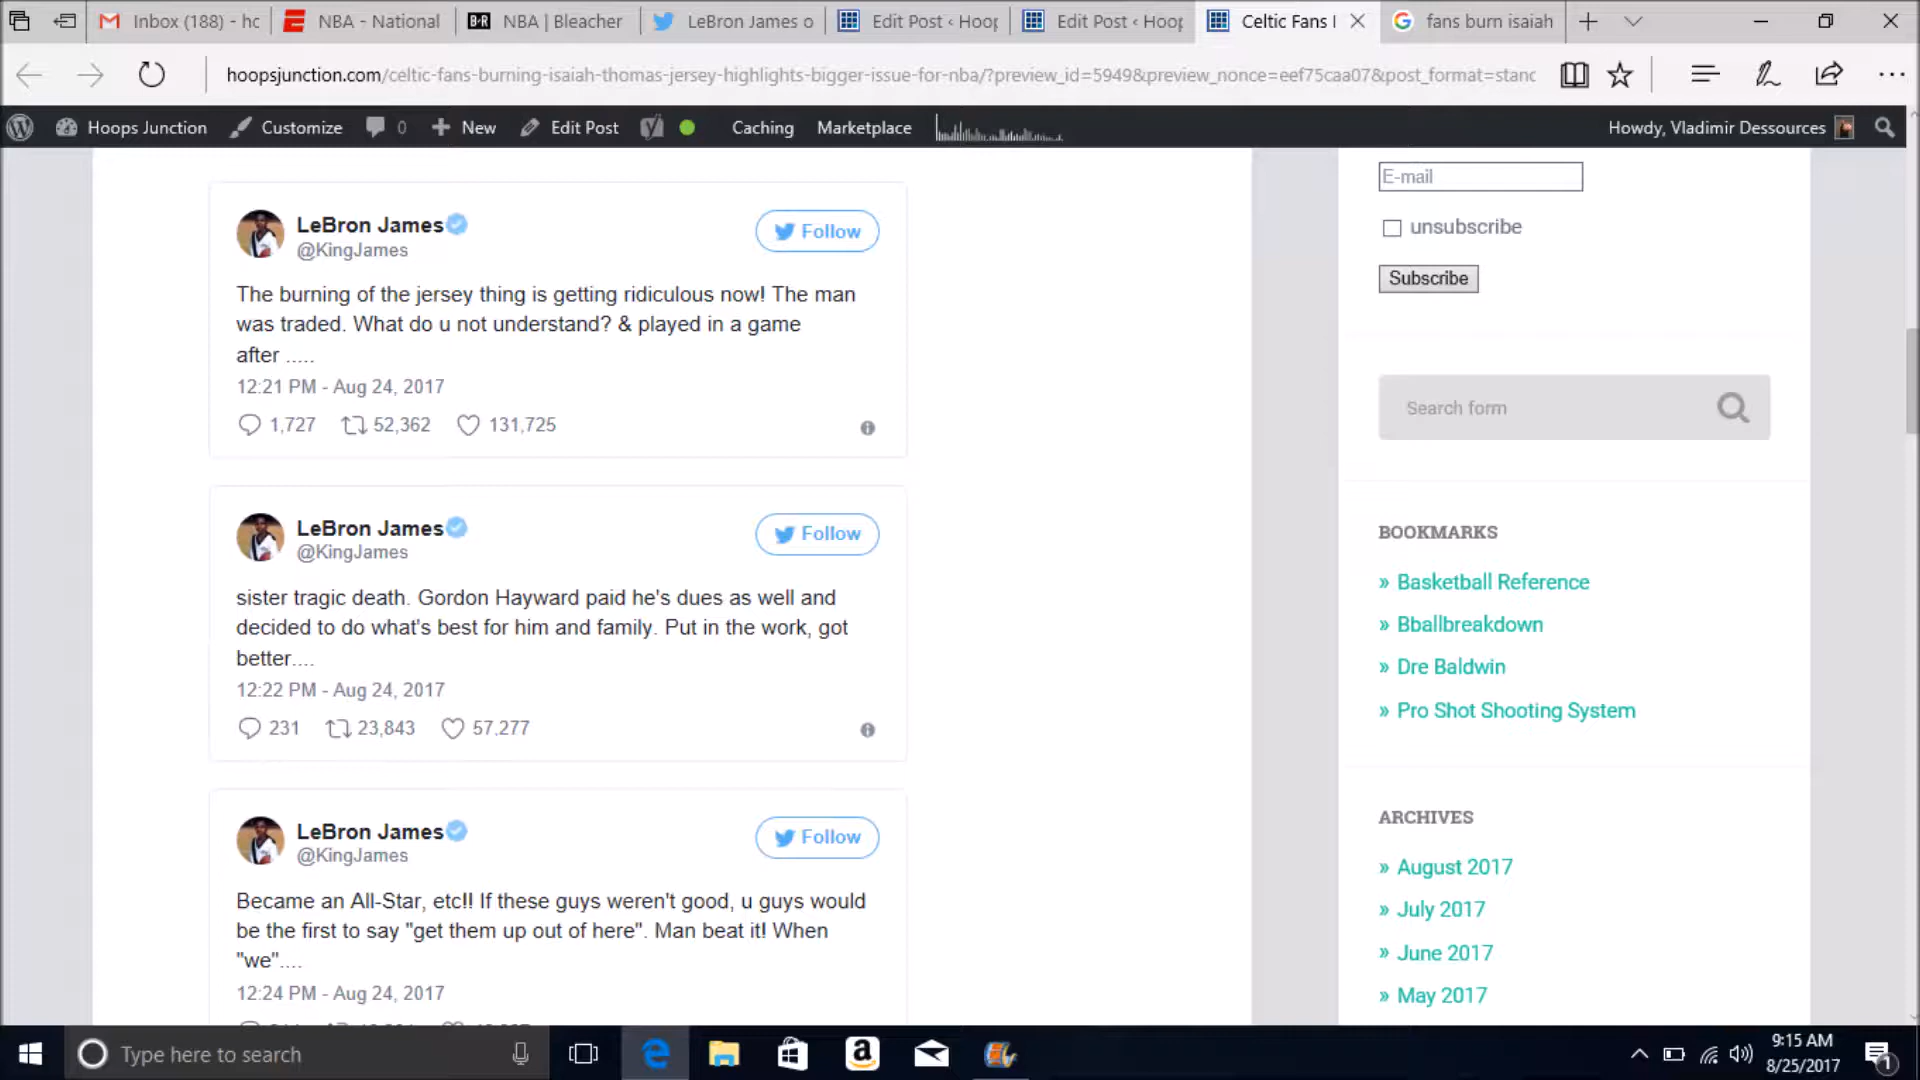 Inbox (188) - hc
NBA - National
B/R NBA | Bleacher
LeBron James o
Edit Post ‹ Hoop
Edit Post ‹ Hoop
Celtic Fans I
fans burn isaiah
hoopsjunction.com/celtic-fans-burning-isaiah-thomas-jersey-highlights-bigger-issue-for-nba/?preview_id=5949&preview_nonce=eef75caa07&post_format=stanc
Hoops Junction
Customize
0
New
Edit Post
Caching
Marketplace
Howdy, Vladimir Dessources
LeBron James
@KingJames
Follow
The burning of the jersey thing is getting ridiculous now! The man
was traded. What do u not understand? & played in a game
after .....
12:21 PM - Aug 24, 2017
1,727 52,362 131,725
LeBron James
@KingJames
Follow
sister tragic death. Gordon Hayward paid he's dues as well and
decided to do what's best for him and family. Put in the work, got
better....
12:22 PM - Aug 24, 2017
231 23,843 57,277
LeBron James
@KingJames
Follow
Became an All-Star, etc!! If these guys weren't good, u guys would
be the first to say "get them up out of here". Man beat it! When
"we"....
12:24 PM - Aug 24, 2017
E-mail
unsubscribe
Subscribe
Search form
BOOKMARKS
» Basketball Reference
» Bballbreakdown
» Dre Baldwin
» Pro Shot Shooting System
ARCHIVES
» August 2017
» July 2017
» June 2017
» May 2017
Type here to search
9:15 AM
8/25/2017
1